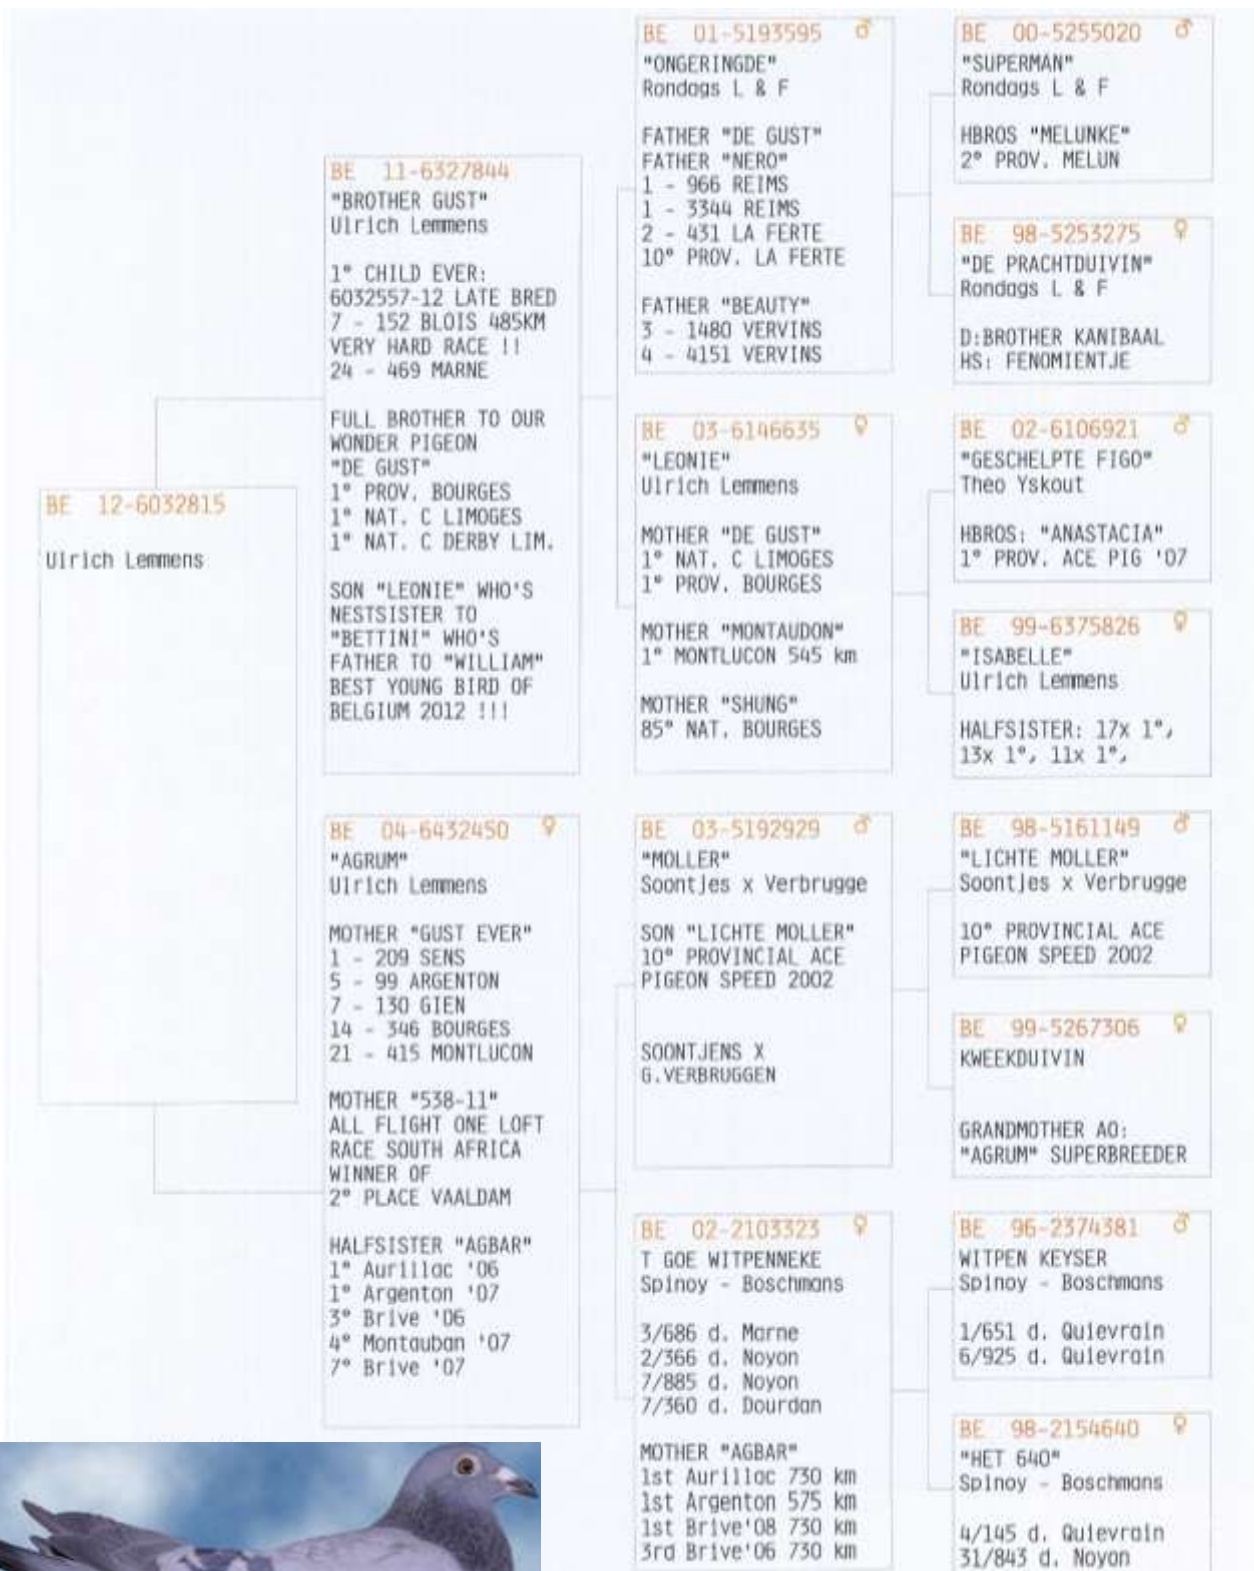 BE 12-6032815
Ulrich Lemmens
BE 11-6327844
"BROTHER GUST"
Ulrich Lemmens
1° CHILD EVER:
6032557-12 LATE BRED
7 - 152 BLOIS 485KM
VERY HARD RACE !!
24 - 469 MARNE
FULL BROTHER TO OUR
WONDER PIGEON
"DE GUST"
1° PROV. BOURGES
1° NAT. C LIMOGES
1° NAT. C DERBY LIM.
SON "LEONIE" WHO'S
NESTSISTER TO
"BETTINI" WHO'S
FATHER TO "WILLIAM"
BEST YOUNG BIRD OF
BELGIUM 2012 !!!
BE 04-6432450 ♀
"AGRUM"
Ulrich Lemmens
MOTHER "GUST EVER"
1 - 209 SENS
5 - 99 ARGENTON
7 - 130 GIEN
14 - 346 BOURGES
21 - 415 MONTLUCON
MOTHER "538-11"
ALL FLIGHT ONE LOFT
RACE SOUTH AFRICA
WINNER OF
2° PLACE VAALDAM
HALFSISTER "AGBAR"
1° Aurillac '06
1° Argenton '07
3° Brive '06
4° Montauban '07
7° Brive '07
BE 01-5193595 ♂
"ONGERINGDE"
Rondags L & F
FATHER "DE GUST"
FATHER "NERO"
1 - 966 REIMS
1 - 3344 REIMS
2 - 431 LA FERTE
10° PROV. LA FERTE
FATHER "BEAUTY"
3 - 1480 VERVINS
4 - 4151 VERVINS
BE 03-6146635 ♀
"LEONIE"
Ulrich Lemmens
MOTHER "DE GUST"
1° NAT. C LIMOGES
1° PROV. BOURGES
MOTHER "MONTAUDON"
1° MONTLUCON 545 km
MOTHER "SHUNG"
85° NAT. BOURGES
BE 03-5192929 ♂
"MOLLER"
Soontjes x Verbrugge
SON "LICHTE MOLLER"
10° PROVINCIAL ACE
PIGEON SPEED 2002
SOONTJENS X
G.VERBRUGGEN
BE 02-2103323 ♀
T GOE WITPENNEKE
Spinoy - Boschmans
3/686 d. Marne
2/366 d. Noyon
7/885 d. Noyon
7/360 d. Dourdan
MOTHER "AGBAR"
1st Aurillac 730 km
1st Argenton 575 km
1st Brive'08 730 km
3rd Brive'06 730 km
BE 00-5255020 ♂
"SUPERMAN"
Rondags L & F
HBROS "MELUNKE"
2° PROV. MELUN
BE 98-5253275 ♀
"DE PRACHTDUIVIN"
Rondags L & F
D:BROTHER KANIBAAL
HS: FENOMIENTJE
BE 02-6106921 ♂
"GESCHELPTE FIGO"
Theo Yskout
HBROS: "ANASTACIA"
1° PROV. ACE PIG '07
BE 99-6375826 ♀
"ISABELLE"
Ulrich Lemmens
HALFSISTER: 17x 1°,
13x 1°, 11x 1°,
BE 98-5161149 ♂
"LICHTE MOLLER"
Soontjes x Verbrugge
10° PROVINCIAL ACE
PIGEON SPEED 2002
BE 99-5267306 ♀
KWEEKDUIVIN
GRANDMOTHER AO:
"AGRUM" SUPERBREEDER
BE 96-2374381 ♂
WITPEN KEYSER
Spinoy - Boschmans
1/651 d. Quievrain
6/925 d. Quievrain
BE 98-2154640 ♀
"HET 640"
Spinoy - Boschmans
4/145 d. Quievrain
31/843 d. Noyon